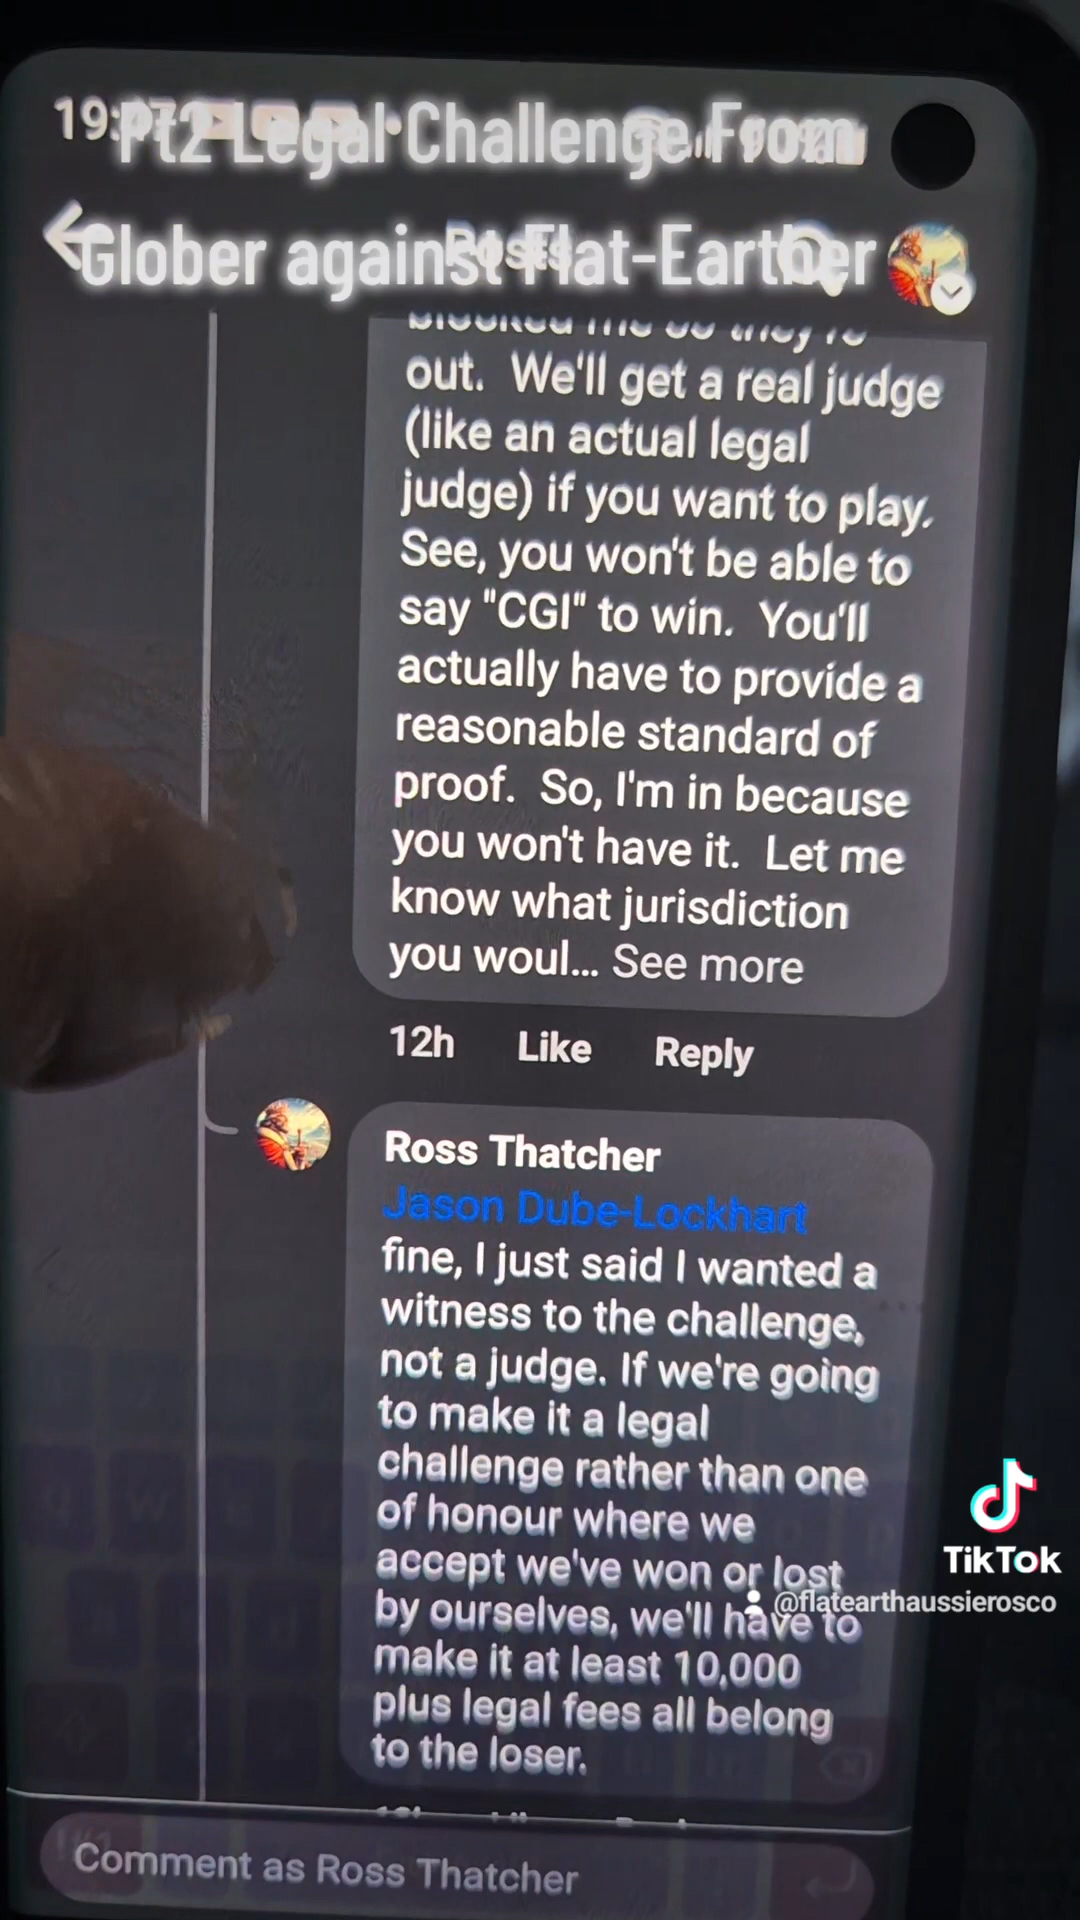 Pt2 Legal Challenge From
Glober against Flat-Earther
Posts
out. We'll get a real judge
(like an actual legal
judge) if you want to play.
See, you won't be able to
say "CGI" to win. You'll
actually have to provide a
reasonable standard of
proof. So, I'm in because
you won't have it. Let me
know what jurisdiction
you woul... See more
12h Like Reply
Ross Thatcher
Jason Dube-Lockhart
fine, I just said I wanted a
witness to the challenge,
not a judge. If we're going
to make it a legal
challenge rather than one
of honour where we
accept we've won or lost
by ourselves, we'll have to
make it at least 10,000
plus legal fees all belong
to the loser.
Comment as Ross Thatcher
TikTok
@flatearthaussierosco